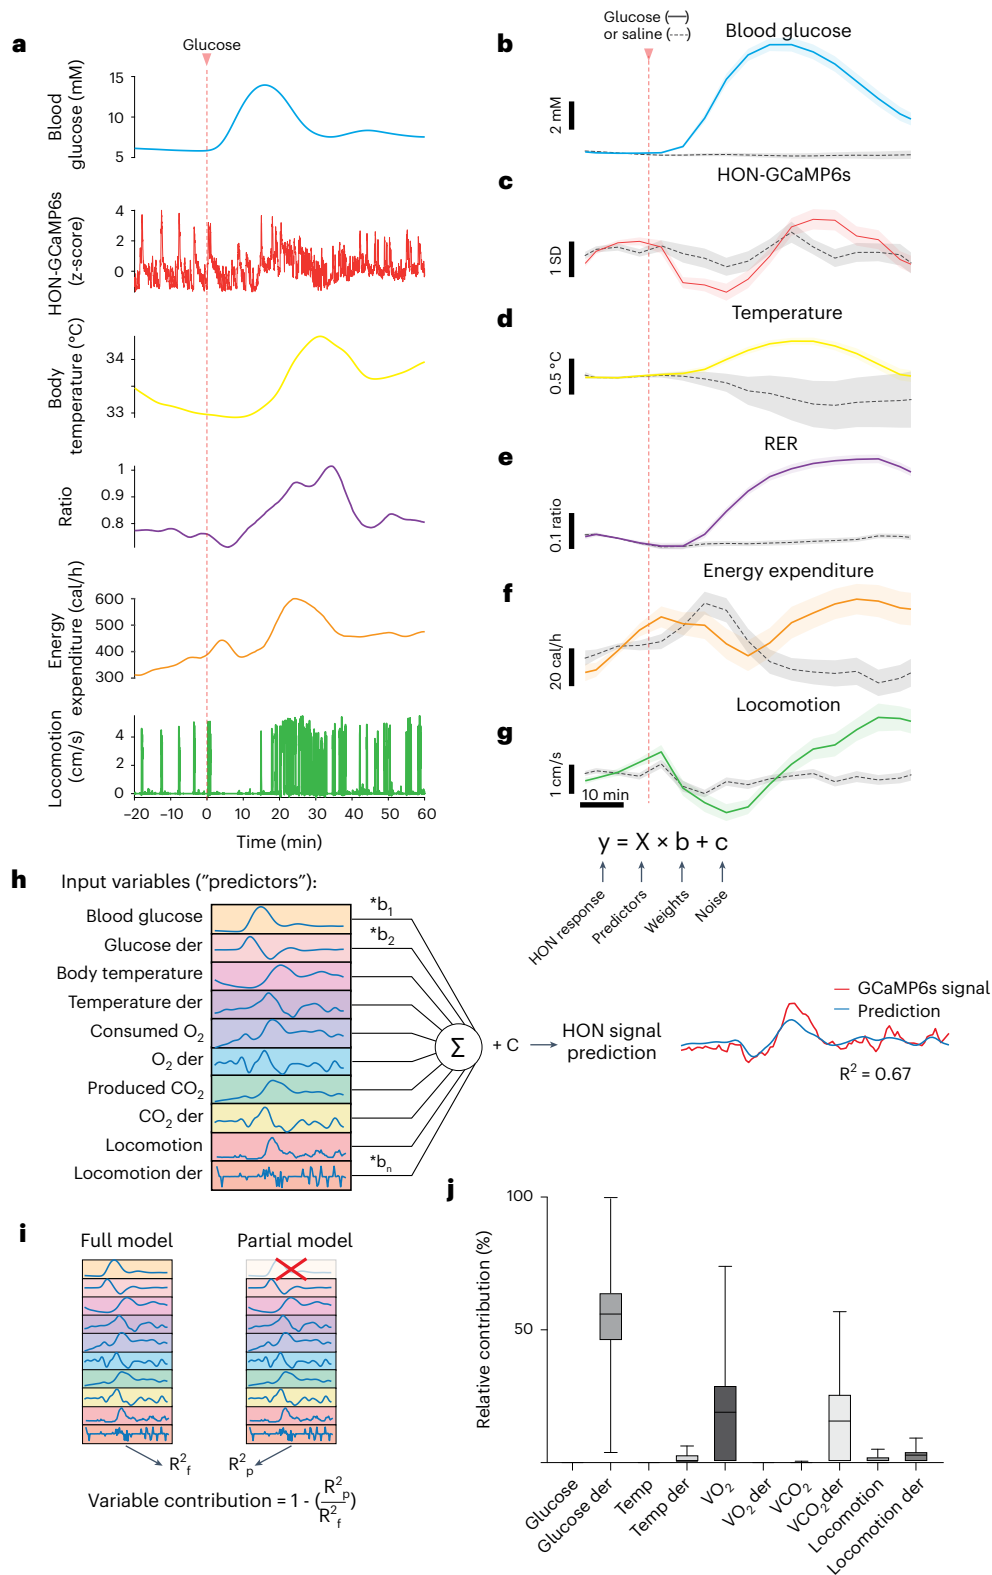 a
Glucose
Blood
glucose (mM)
15
10
5
HON-GCaMP6s
(z-score)
4
2
0
Body
temperature (°C)
34
33
Ratio
1
0.9
0.8
Energy
expenditure (cal/h)
600
500
400
300
Locomotion
(cm/s)
4
2
0
−20 −10 0 10 20 30 40 50 60
Time (min)
Glucose (—)
or saline (---)
b
Blood glucose
2 mM
c
HON-GCaMP6s
1 SD
d
Temperature
0.5 °C
e
RER
0.1 ratio
f
Energy expenditure
20 cal/h
g
Locomotion
1 cm/s
10 min
y = X × b + c
HON response
Predictors
Weights
Noise
h
Input variables ("predictors"):
Blood glucose
Glucose der
Body temperature
Temperature der
Consumed O2
O2 der
Produced CO2
CO2 der
Locomotion
Locomotion der
*b1
*b2
*bn
Σ
+ C
HON signal
prediction
GCaMP6s signal
Prediction
R2 = 0.67
i
Full model
Partial model
R2f
R2p
Variable contribution = 1 - (R2p/R2f)
j
Relative contribution (%)
100
50
Glucose
Glucose der
Temp
Temp der
VO2
VO2 der
VCO2
VCO2 der
Locomotion
Locomotion der